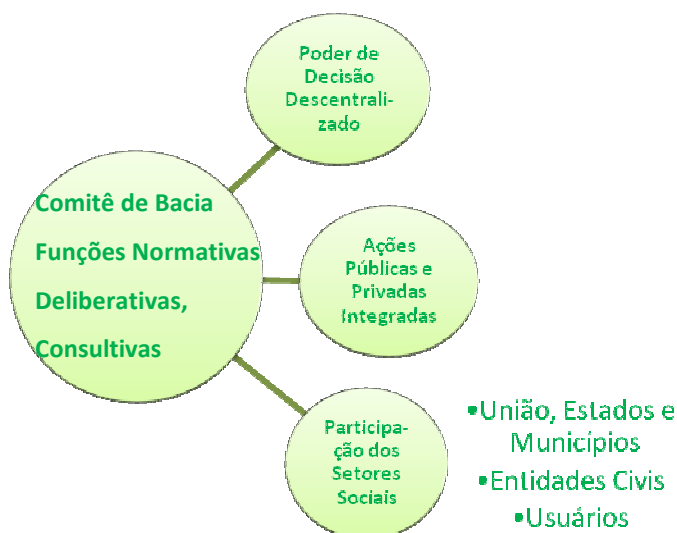 Poder de
Decisão
Descentrali-
zado
Comitê de Bacia
Funções Normativas
Deliberativas,
Consultivas
Ações
Públicas e
Privadas
Integradas
Participa-
ção dos
Setores
Sociais
•União, Estados e
Municípios
•Entidades Civis
•Usuários